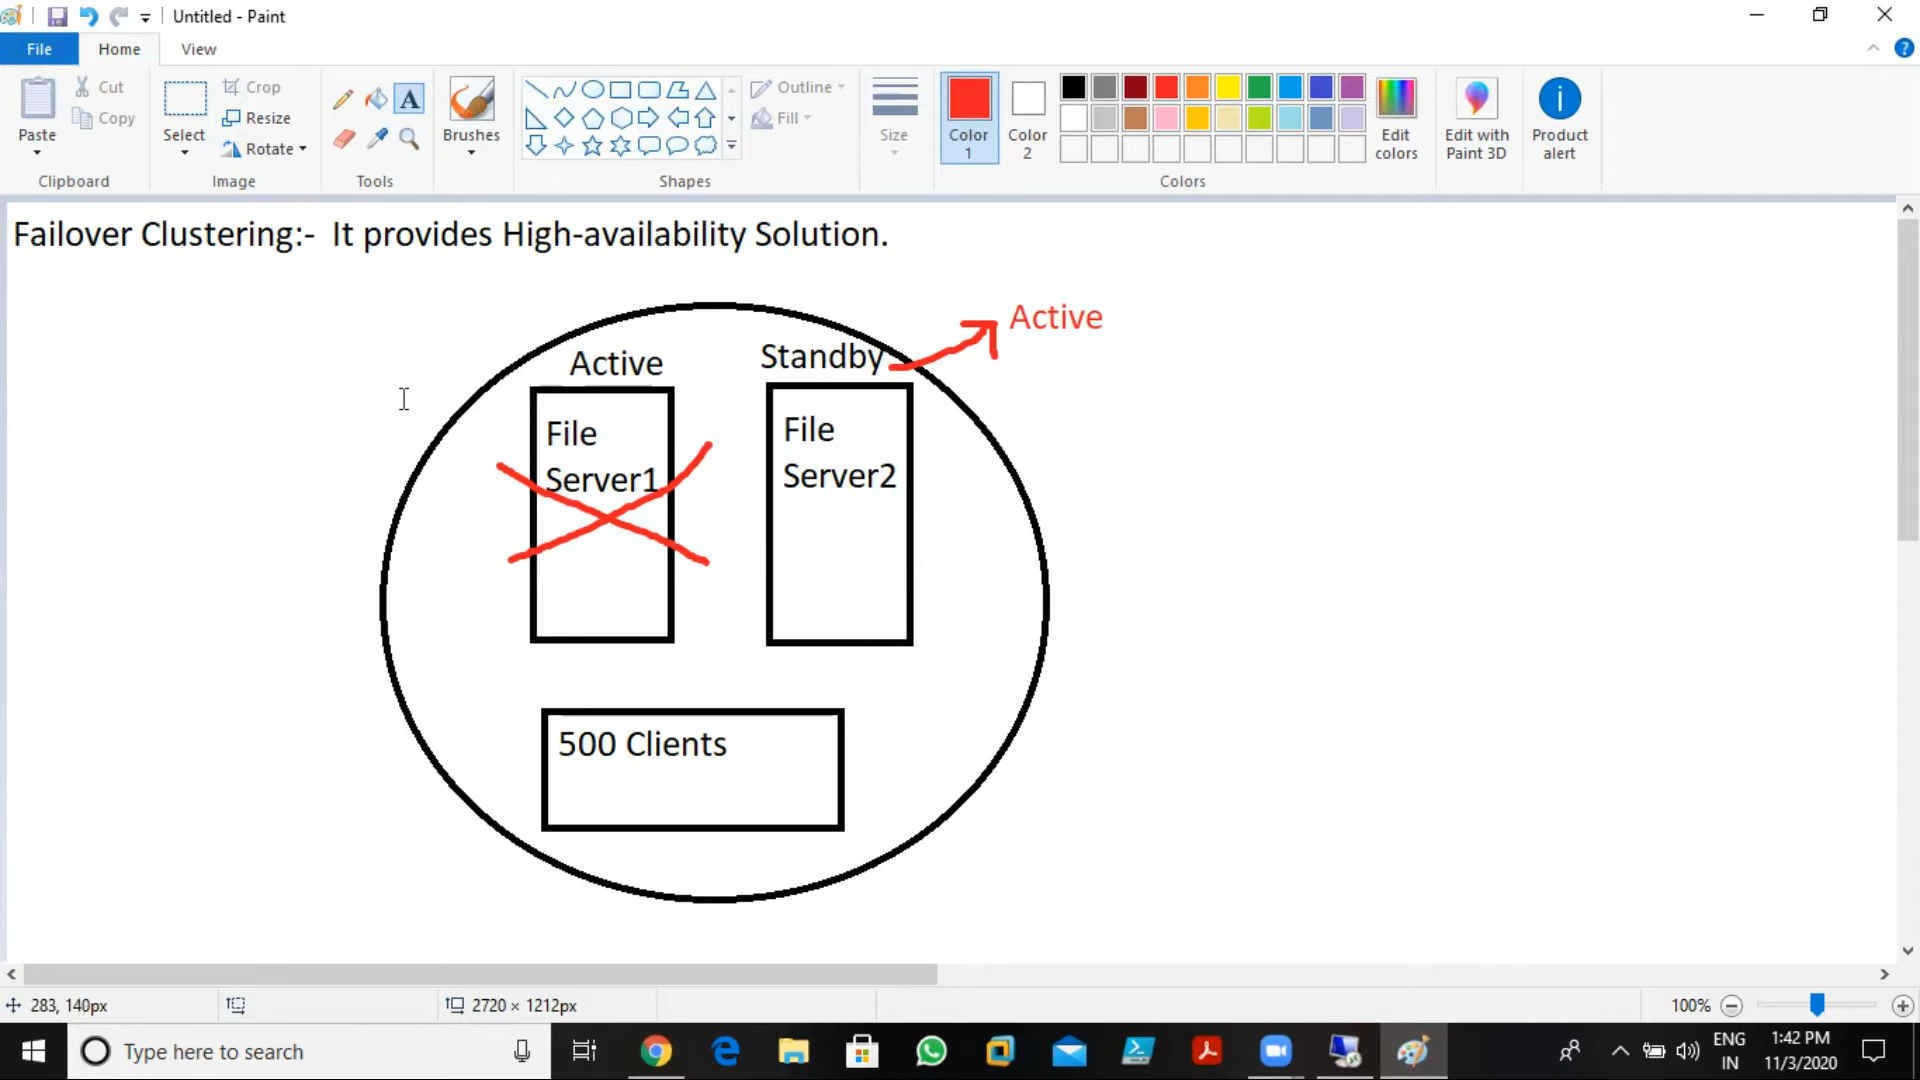 Untitled - Paint
File Home View
Paste
Cut
Copy
Clipboard
Select
Crop
Resize
Rotate
Image
Tools
Brushes
Shapes
Outline
Fill
Size
Color 1
Color 2
Edit colors
Colors
Edit with Paint 3D
Product alert
Failover Clustering:- It provides High-availability Solution.
Active
Active
Standby
File
Server1
File
Server2
500 Clients
283, 140px
2720 × 1212px
100%
Type here to search
ENG
IN
1:42 PM
11/3/2020